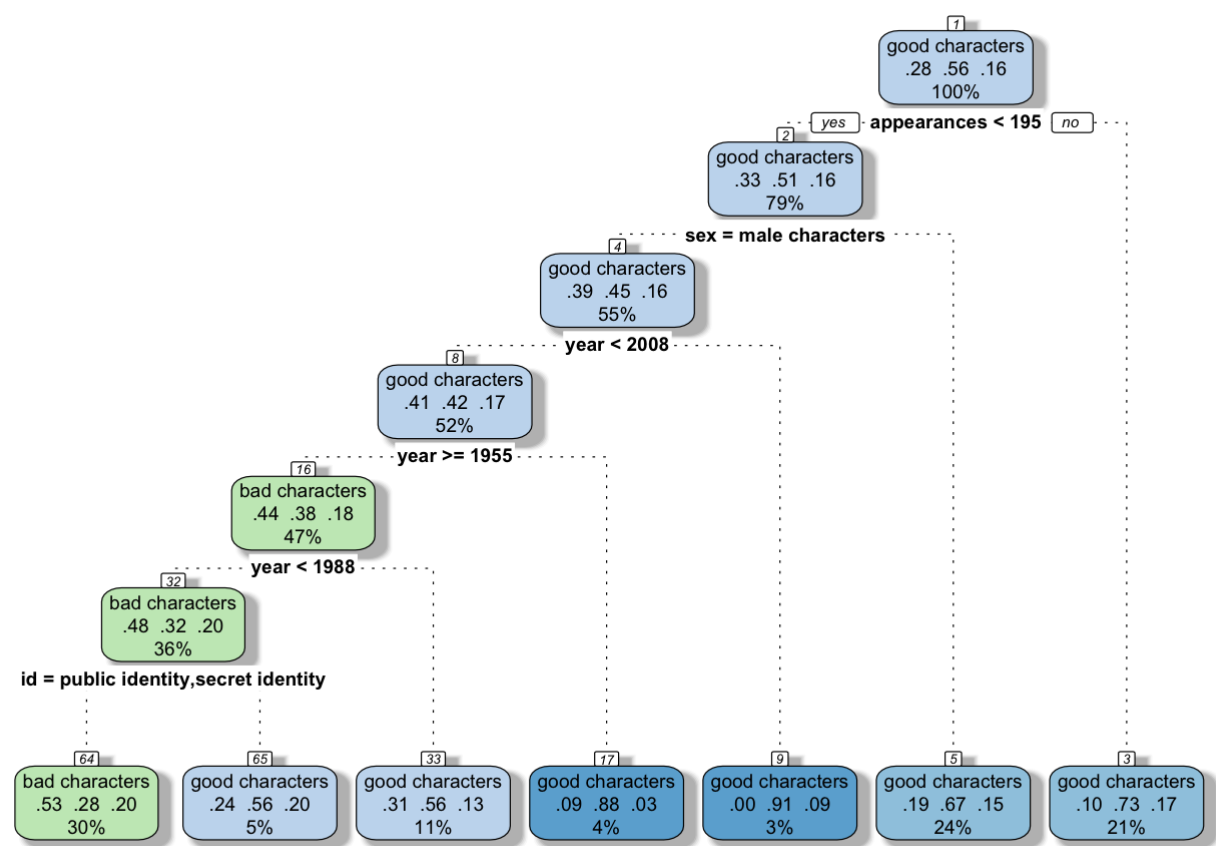 1
good characters
.28 .56 .16
100%
yes appearances < 195 no
2
good characters
.33 .51 .16
79%
sex = male characters
4
good characters
.39 .45 .16
55%
year < 2008
8
good characters
.41 .42 .17
52%
year >= 1955
16
bad characters
.44 .38 .18
47%
year < 1988
32
bad characters
.48 .32 .20
36%
id = public identity,secret identity
64
bad characters
.53 .28 .20
30%
65
good characters
.24 .56 .20
5%
33
good characters
.31 .56 .13
11%
17
good characters
.09 .88 .03
4%
9
good characters
.00 .91 .09
3%
5
good characters
.19 .67 .15
24%
3
good characters
.10 .73 .17
21%